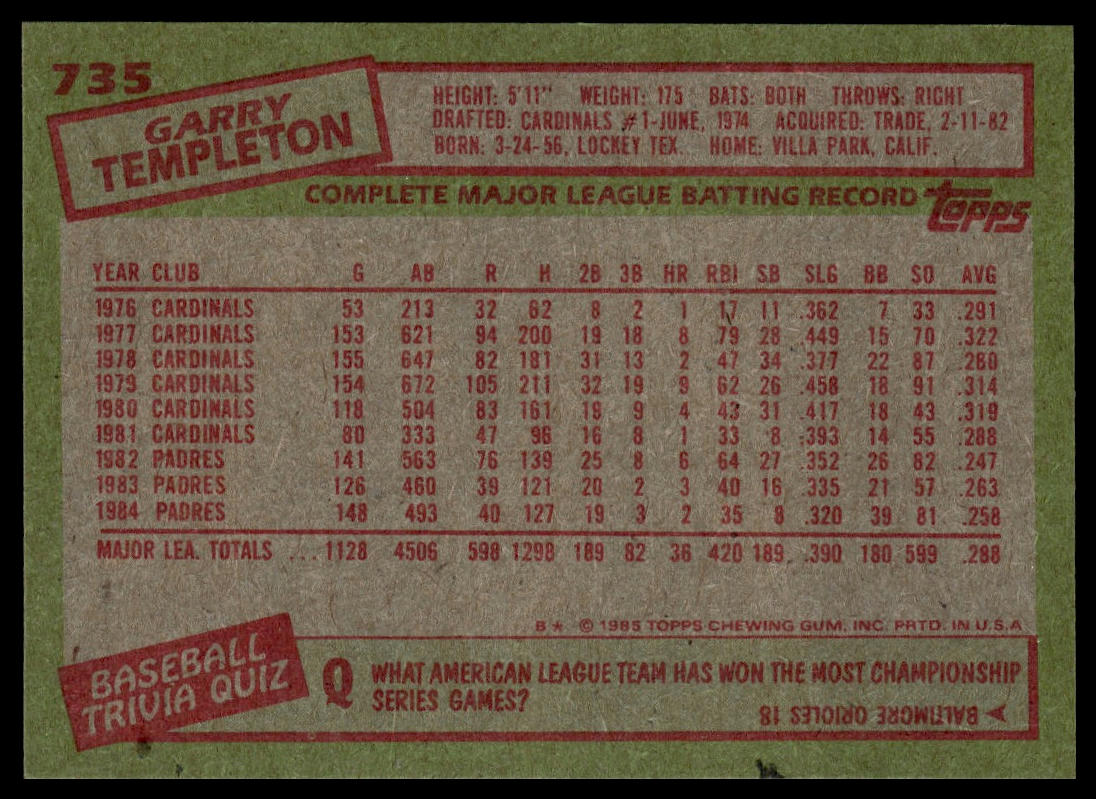 735
GARRY
TEMPLETON
HEIGHT: 5'11" WEIGHT: 175 BATS: BOTH THROWS: RIGHT
DRAFTED: CARDINALS #1-JUNE, 1974 ACQUIRED: TRADE, 2-11-82
BORN: 3-24-56, LOCKEY TEX. HOME: VILLA PARK, CALIF.
COMPLETE MAJOR LEAGUE BATTING RECORD TOPPS
YEAR CLUB G AB R H 2B 3B HR RBI SB SLG BB SO AVG
1976 CARDINALS 53 213 32 62 8 2 1 17 11 .362 7 33 .291
1977 CARDINALS 153 621 94 200 19 18 8 79 28 .449 15 70 .322
1978 CARDINALS 155 647 82 181 31 13 2 47 34 .377 22 87 .280
1979 CARDINALS 154 672 105 211 32 19 9 62 26 .458 18 91 .314
1980 CARDINALS 118 504 83 161 19 9 4 43 31 .417 18 43 .319
1981 CARDINALS 80 333 47 96 16 8 1 33 8 .393 14 55 .288
1982 PADRES 141 563 76 139 25 8 6 64 27 .352 26 82 .247
1983 PADRES 126 460 39 121 20 2 3 40 16 .335 21 57 .263
1984 PADRES 148 493 40 127 19 3 2 35 8 .320 39 81 .258
MAJOR LEA. TOTALS ...1128 4506 598 1298 189 82 36 420 189 .390 180 599 .288
B* © 1985 TOPPS CHEWING GUM, INC. PRTD. IN U.S.A
BASEBALL
TRIVIA QUIZ
Q WHAT AMERICAN LEAGUE TEAM HAS WON THE MOST CHAMPIONSHIP
SERIES GAMES?
A BALTIMORE ORIOLES 18